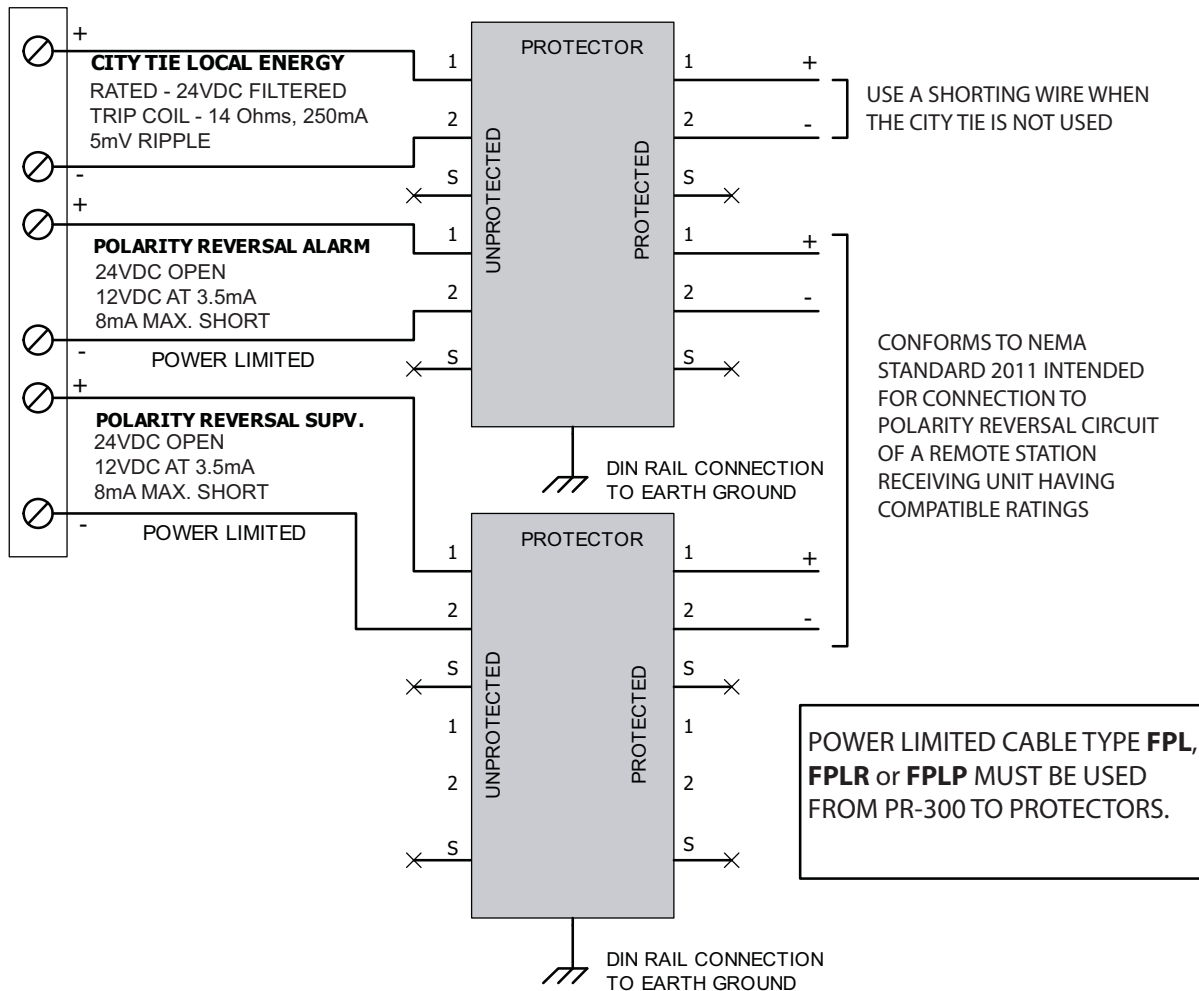 +
CITY TIE LOCAL ENERGY
RATED - 24VDC FILTERED
TRIP COIL - 14 Ohms, 250mA
5mV RIPPLE
-
+
POLARITY REVERSAL ALARM
24VDC OPEN
12VDC AT 3.5mA
8mA MAX. SHORT
-
POWER LIMITED
+
POLARITY REVERSAL SUPV.
24VDC OPEN
12VDC AT 3.5mA
8mA MAX. SHORT
-
POWER LIMITED
PROTECTOR
1
2
S
1
2
S
UNPROTECTED
PROTECTED
1
2
S
1
2
S
+
-
+
-
USE A SHORTING WIRE WHEN
THE CITY TIE IS NOT USED
CONFORMS TO NEMA
STANDARD 2011 INTENDED
FOR CONNECTION TO
POLARITY REVERSAL CIRCUIT
OF A REMOTE STATION
RECEIVING UNIT HAVING
COMPATIBLE RATINGS
DIN RAIL CONNECTION
TO EARTH GROUND
PROTECTOR
1
2
S
1
2
S
UNPROTECTED
PROTECTED
1
2
S
1
2
S
+
-
POWER LIMITED CABLE TYPE FPL,
FPLR or FPLP MUST BE USED
FROM PR-300 TO PROTECTORS.
DIN RAIL CONNECTION
TO EARTH GROUND